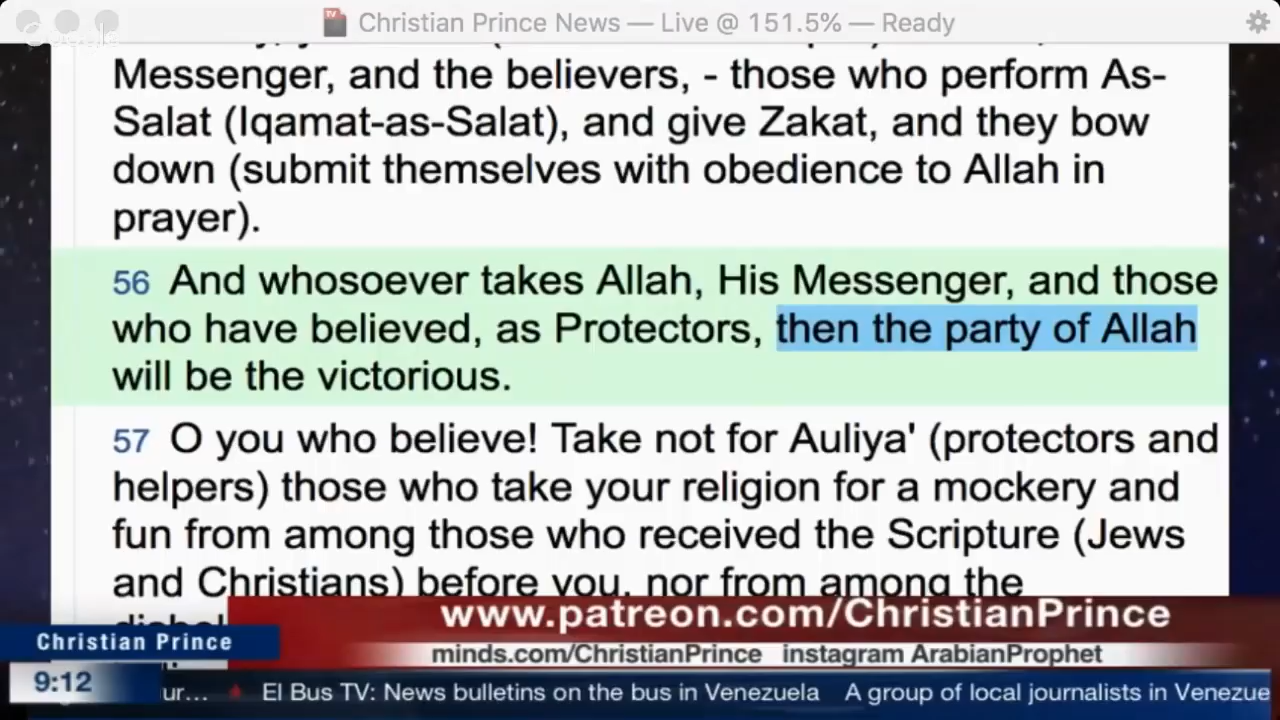 Christian Prince News — Live @ 151.5% — Ready
Messenger, and the believers, - those who perform As-
Salat (Iqamat-as-Salat), and give Zakat, and they bow
down (submit themselves with obedience to Allah in
prayer).
56 And whosoever takes Allah, His Messenger, and those
who have believed, as Protectors, then the party of Allah
will be the victorious.
57 O you who believe! Take not for Auliya' (protectors and
helpers) those who take your religion for a mockery and
fun from among those who received the Scripture (Jews
and Christians) before you, nor from among the
www.patreon.com/ChristianPrince
Christian Prince
minds.com/ChristianPrince instagram ArabianProphet
9:12
ur... El Bus TV: News bulletins on the bus in Venezuela A group of local journalists in Venezue